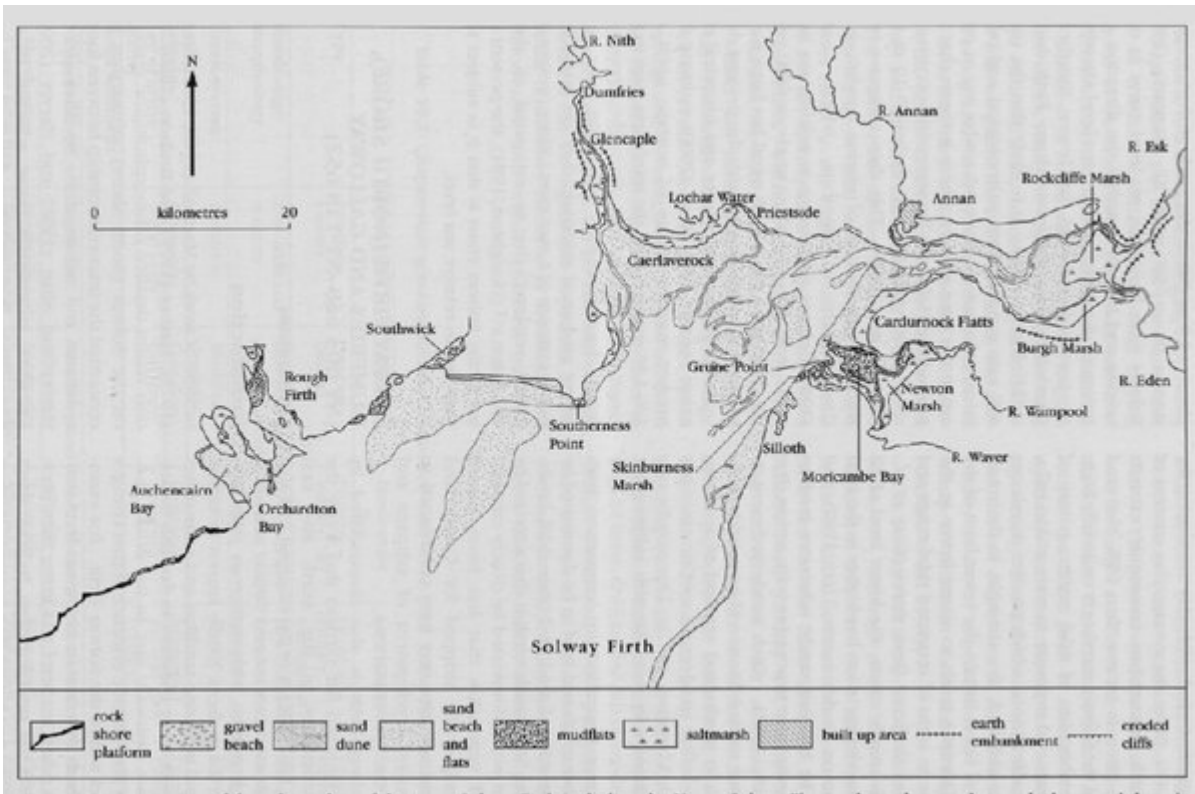 R. Nith
N
Dumfries
R. Annan
Glencaple
R. Esk
Rockcliffe Marsh
Lochar Water
Annan
0 kilometres 20
Priestside
Caerlaverock
Southwick
Cardurnock Flatts
Burgh Marsh
Grune Point
Rough
Firth
R. Eden
Newton
Marsh
R. Wampool
Southerness
Point
Silloth
R. Waver
Skinburness
Marsh
Moricambe Bay
Auchencairn
Bay
Orchardton
Bay
Solway Firth
rock
shore
platform
gravel
beach
sand
dune
sand
beach
and
flats
mudflats
saltmarsh
built up area
earth
embankment
eroded
cliffs